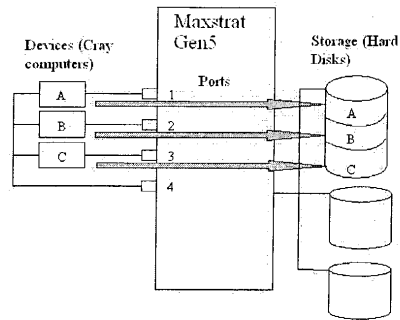 Maxstrat
Gen5
Devices (Cray
computers)
Storage (Hard
Disks)
Ports
A
1
A
B
2
B
C
3
C
4